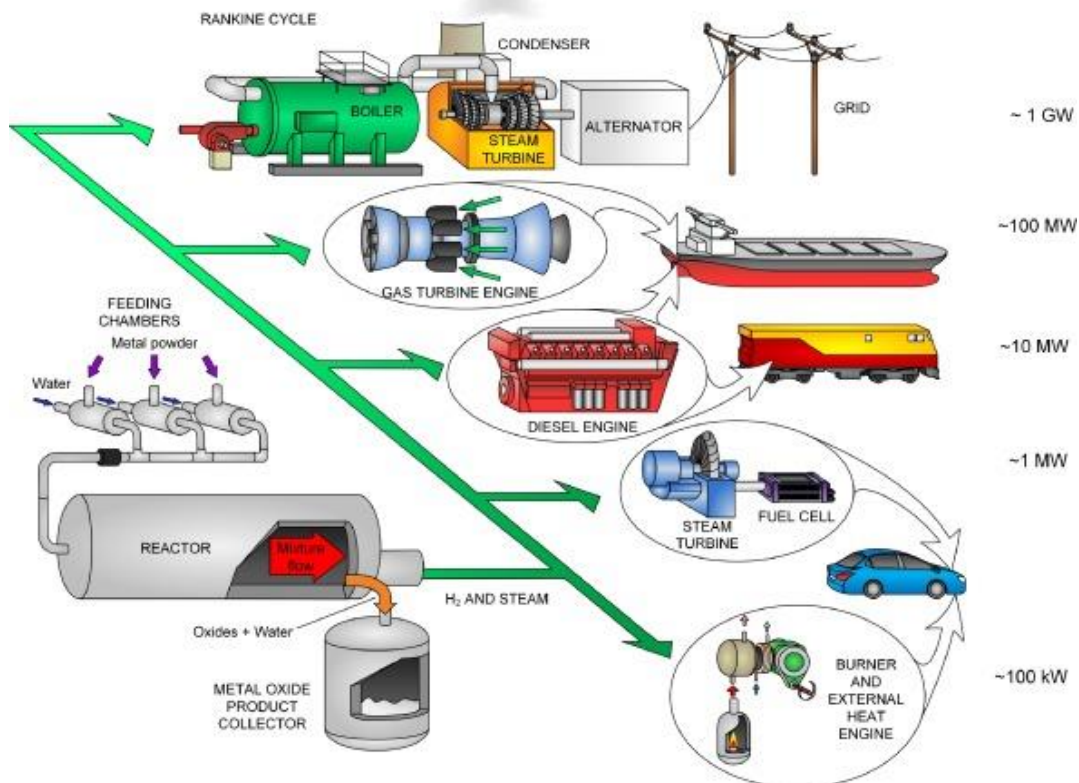 RANKINE CYCLE
CONDENSER
BOILER
STEAM
TURBINE
ALTERNATOR
GRID
~ 1 GW
GAS TURBINE ENGINE
~100 MW
FEEDING
CHAMBERS
Metal powder
Water
DIESEL ENGINE
~10 MW
STEAM
TURBINE
FUEL CELL
~1 MW
REACTOR
Mixture
flow
H₂ AND STEAM
Oxides + Water
METAL OXIDE
PRODUCT
COLLECTOR
BURNER
AND
EXTERNAL
HEAT
ENGINE
~100 kW